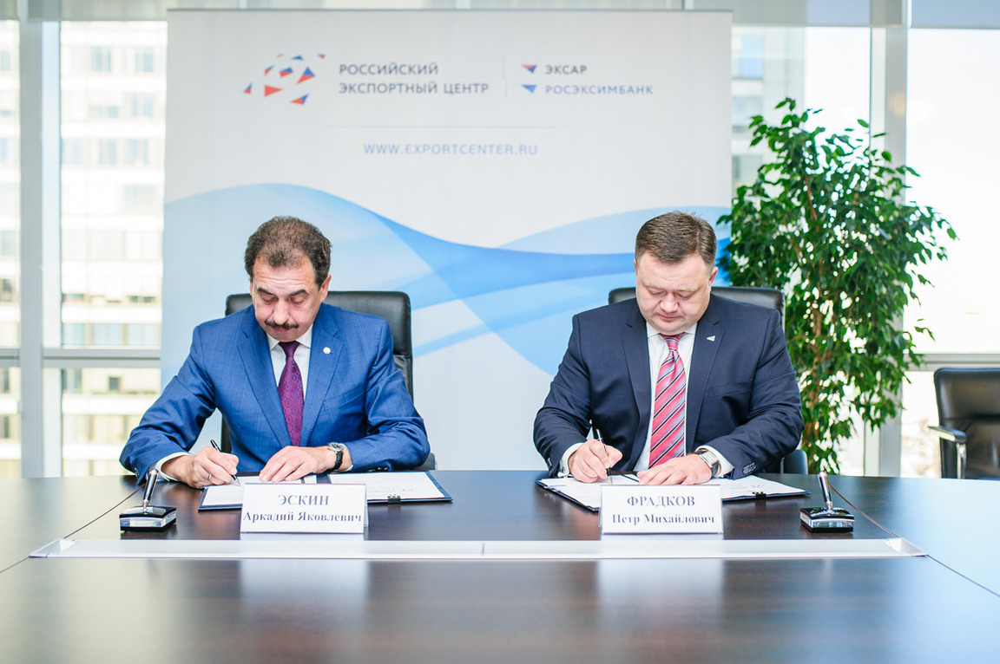 РОССИЙСКИЙ
ЭКСПОРТНЫЙ ЦЕНТР
ЭКСАР
РОСЭКСИМБАНК
WWW.EXPORTCENTER.RU
ЭСКИН
Аркадий Яковлевич
ФРАДКОВ
Петр Михайлович